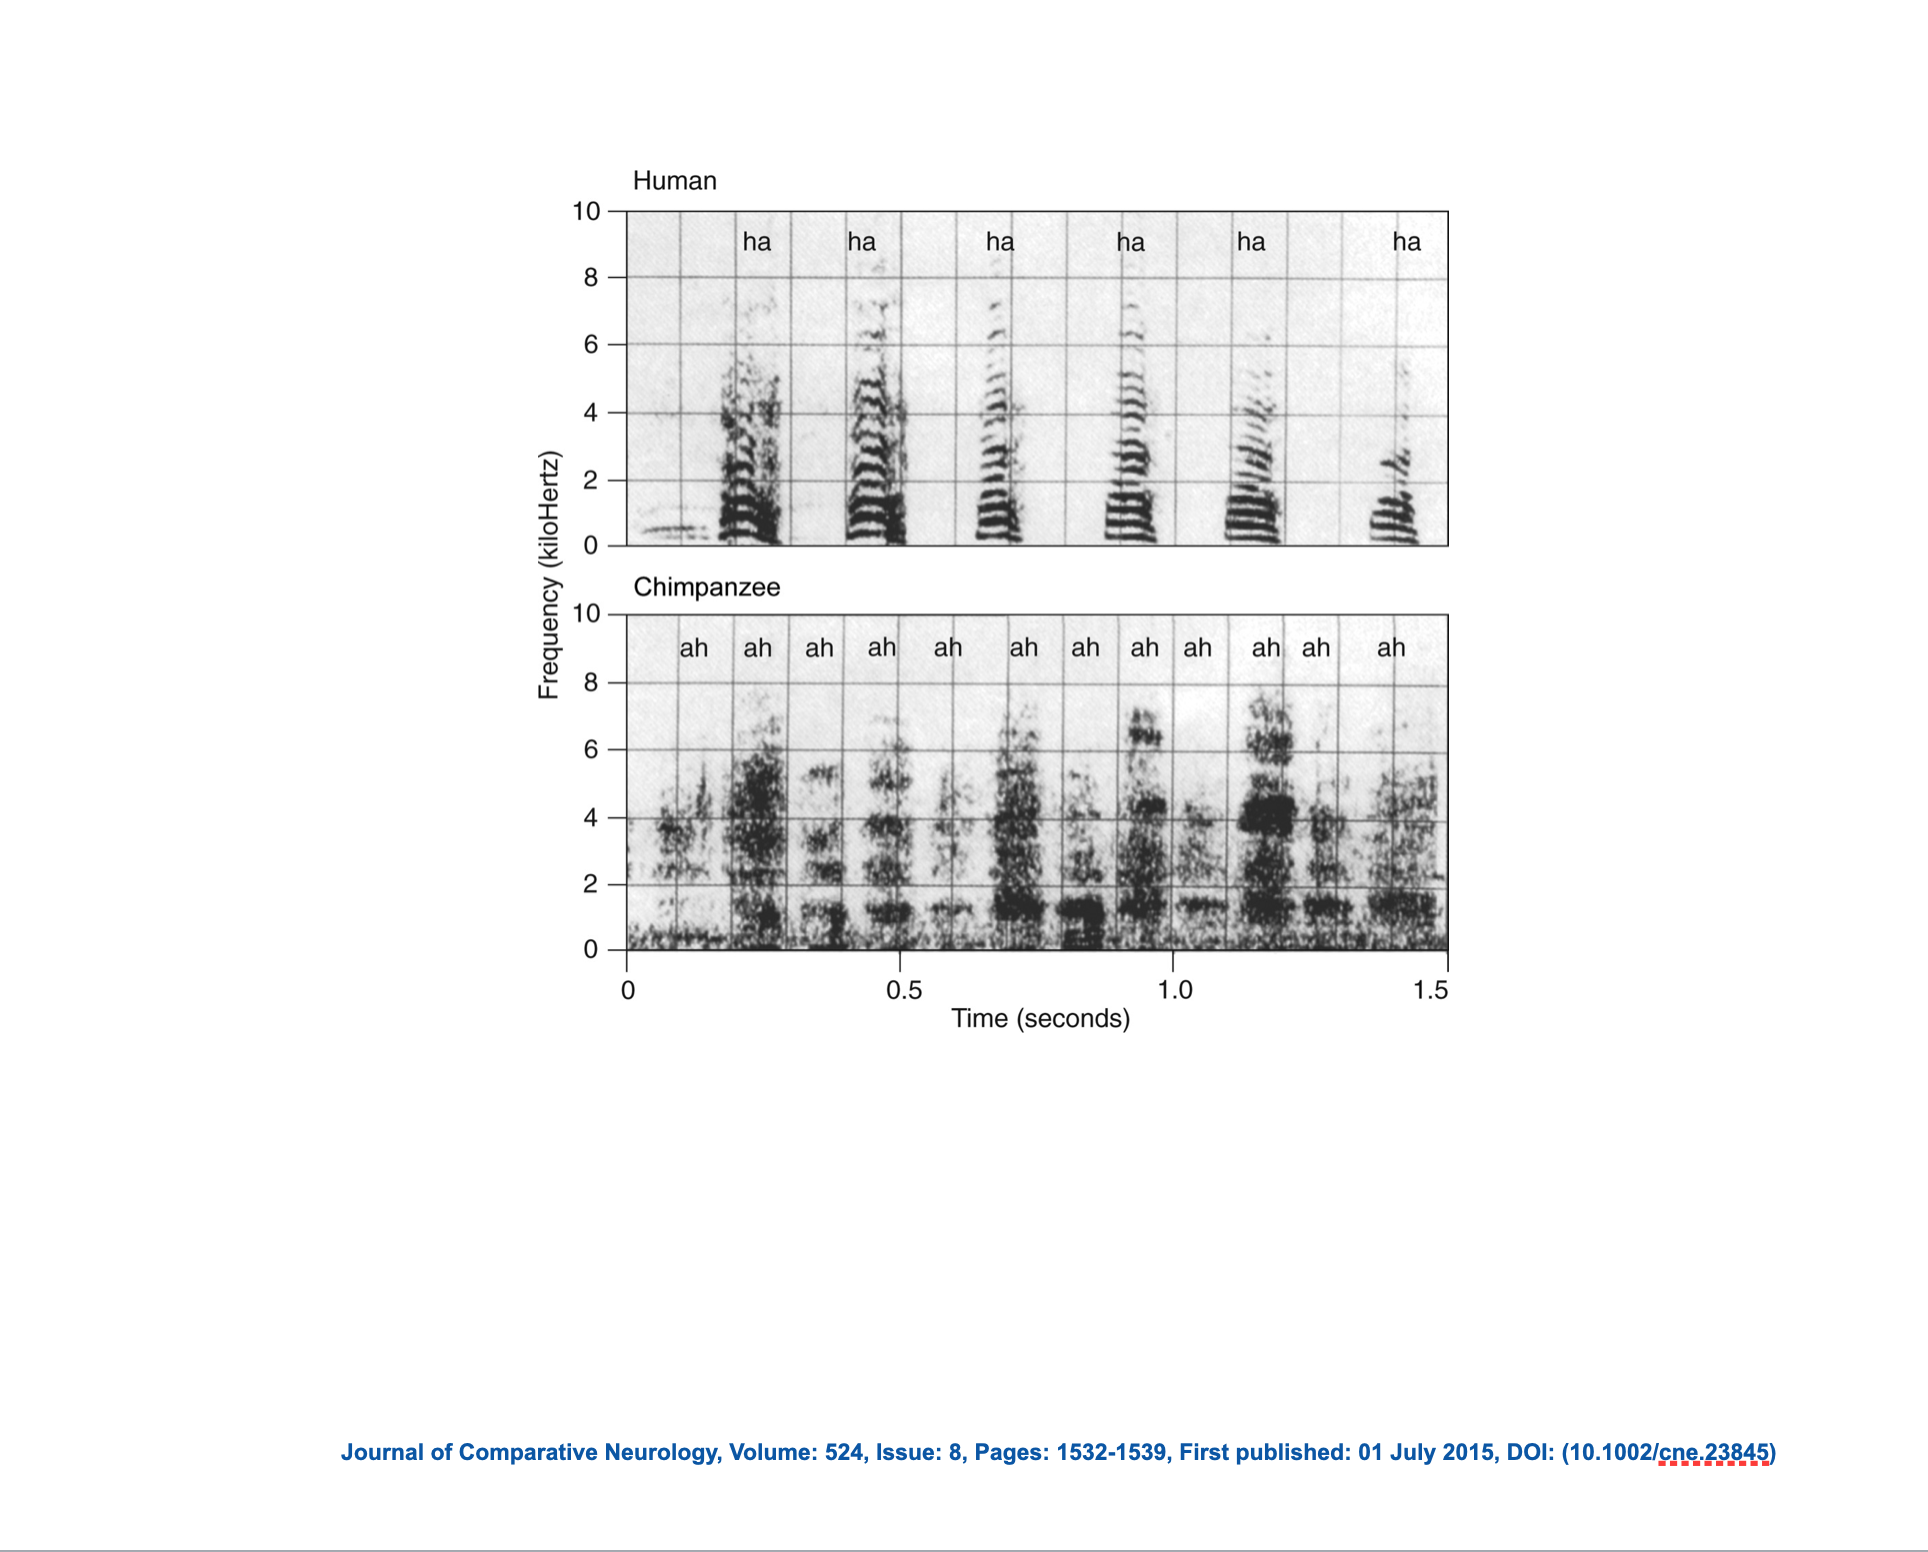 Human
10
ha ha ha ha ha ha
8
6
4
2
0
Frequency (kiloHertz)
Chimpanzee
10
ah ah ah ah ah ah ah ah ah ah ah ah
8
6
4
2
0
0 0.5 1.0 1.5
Time (seconds)
Journal of Comparative Neurology, Volume: 524, Issue: 8, Pages: 1532-1539, First published: 01 July 2015, DOI: (10.1002/cne.23845)